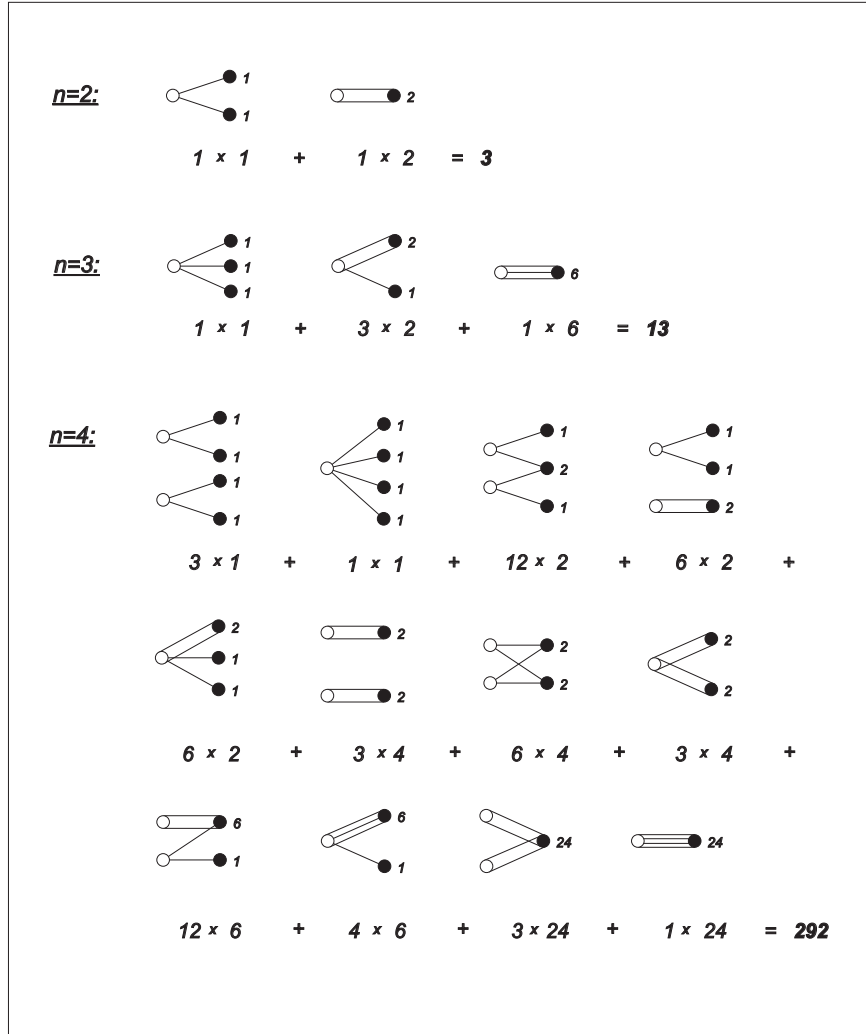 1
n=2:
2
1
1 x 1 + 1 x 2 = 3
1 2
n=3:
1 6
1 1
1 x 1 + 3 x 2 + 1 x 6 = 13
1 1 1 1
n=4:
1 1 2 1
1 1
1 1 1 2
3 x 1 + 1 x 1 + 12 x 2 + 6 x 2 +
2 2 2 2
1
1 2 2 2
6 x 2 + 3 x 4 + 6 x 4 + 3 x 4 +
6 6
24 24
1 1
12 x 6 + 4 x 6 + 3 x 24 + 1 x 24 = 292